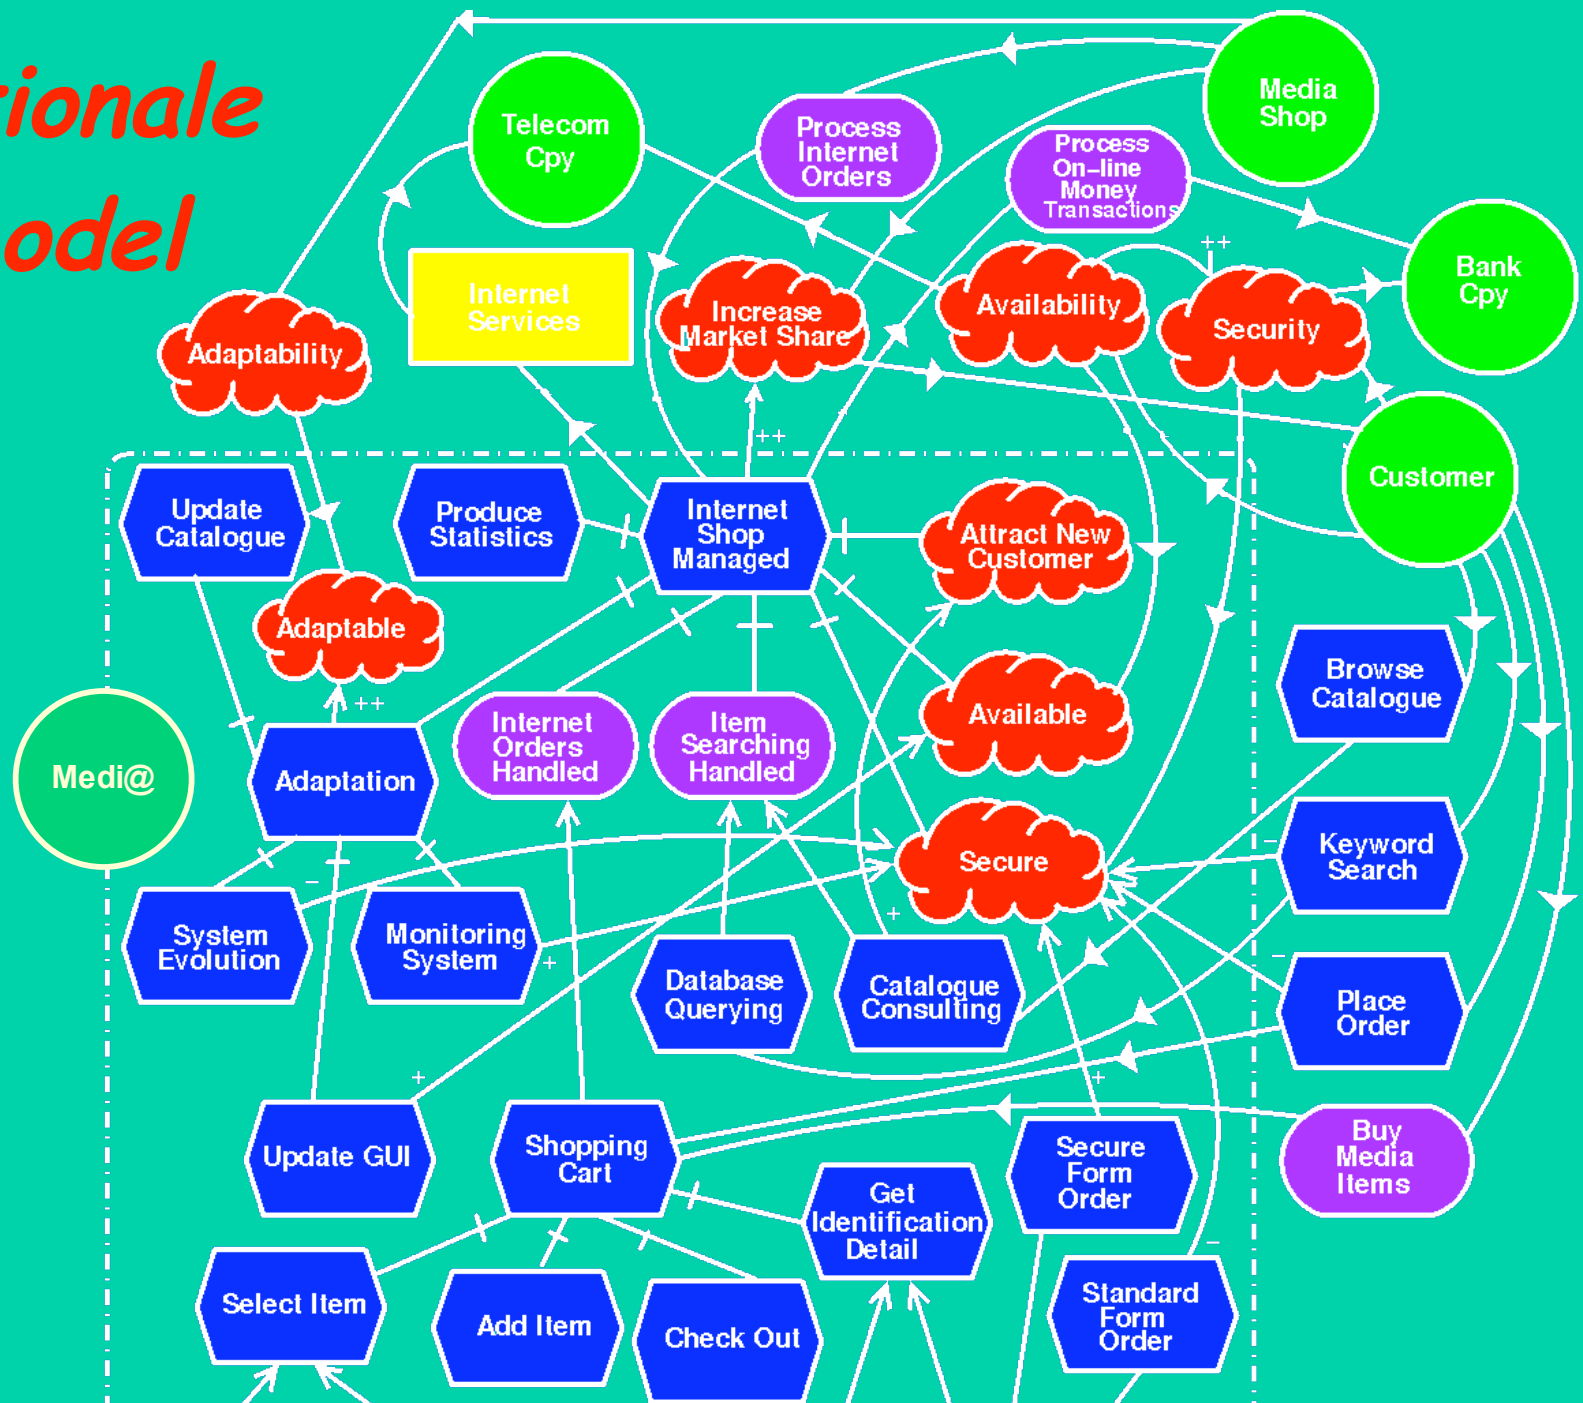 tionale
odel
Media
Shop
Telecom
Cpy
Process
Internet
Orders
Process
On-line
Money
Transactions
++
Bank
Cpy
Internet
Services
Increase
Market Share
Availability
Security
Adaptability
++
Customer
Update
Catalogue
Produce
Statistics
Internet
Shop
Managed
Attract New
Customer
Adaptable
Browse
Catalogue
++
Internet
Orders
Handled
Item
Searching
Handled
Available
Medi@
Adaptation
Keyword
Search
–
Secure
–
+
System
Evolution
Monitoring
System
+
Database
Querying
Catalogue
Consulting
–
Place
Order
+
+
Update GUI
Shopping
Cart
Secure
Form
Order
Buy
Media
Items
Get
Identification
Detail
–
Select Item
Add Item
Check Out
Standard
Form
Order